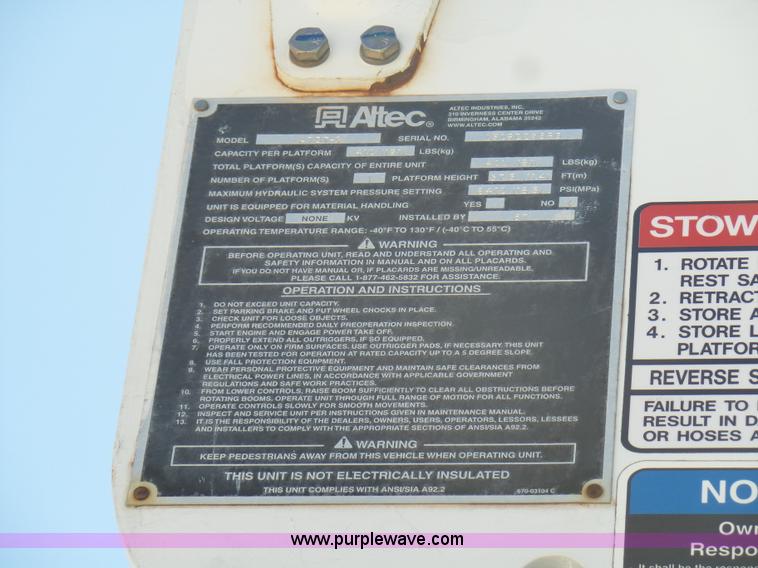 Altec®
ALTEC INDUSTRIES, INC.
210 INVERNESS CENTER DRIVE
BIRMINGHAM, ALABAMA 35242
WWW.ALTEC.COM
MODEL SERIAL NO.
CAPACITY PER PLATFORM LBS(kg)
TOTAL PLATFORM(S) CAPACITY OF ENTIRE UNIT LBS(kg)
NUMBER OF PLATFORM(S) PLATFORM HEIGHT FT(m)
MAXIMUM HYDRAULIC SYSTEM PRESSURE SETTING PSI(MPa)
UNIT IS EQUIPPED FOR MATERIAL HANDLING YES NO
DESIGN VOLTAGE NONE KV INSTALLED BY
OPERATING TEMPERATURE RANGE: -40°F TO 130°F / (-40°C TO 55°C)
WARNING
BEFORE OPERATING UNIT, READ AND UNDERSTAND ALL OPERATING AND
SAFETY INFORMATION IN MANUAL AND ON ALL PLACARDS.
IF YOU DO NOT HAVE MANUAL OR, IF PLACARDS ARE MISSING/UNREADABLE,
PLEASE CALL 1-877-462-5832 FOR ASSISTANCE.
OPERATION AND INSTRUCTIONS
1. DO NOT EXCEED UNIT CAPACITY.
2. SET PARKING BRAKE AND PUT WHEEL CHOCKS IN PLACE.
3. CHECK UNIT FOR LOOSE OBJECTS.
4. PERFORM RECOMMENDED DAILY PREOPERATION INSPECTION.
5. START ENGINE AND ENGAGE POWER TAKE OFF.
6. PROPERLY EXTEND ALL OUTRIGGERS, IF SO EQUIPPED.
7. OPERATE ONLY ON FIRM SURFACES. USE OUTRIGGER PADS, IF NECESSARY. THIS UNIT
HAS BEEN TESTED FOR OPERATION AT RATED CAPACITY UP TO A 5 DEGREE SLOPE.
8. USE FALL PROTECTION EQUIPMENT.
9. WEAR PERSONAL PROTECTIVE EQUIPMENT AND MAINTAIN SAFE CLEARANCES FROM
ELECTRICAL POWER LINES, IN ACCORDANCE WITH APPLICABLE GOVERNMENT
REGULATIONS AND SAFE WORK PRACTICES.
10. FROM LOWER CONTROLS, RAISE BOOM SUFFICIENTLY TO CLEAR ALL OBSTRUCTIONS BEFORE
ROTATING BOOMS. OPERATE UNIT THROUGH FULL RANGE OF MOTION FOR ALL FUNCTIONS.
11. OPERATE CONTROLS SLOWLY FOR SMOOTH MOVEMENTS.
12. INSPECT AND SERVICE UNIT PER INSTRUCTIONS GIVEN IN MAINTENANCE MANUAL.
13. IT IS THE RESPONSIBILITY OF THE DEALERS, OWNERS, USERS, OPERATORS, LESSORS, LESSEES
AND INSTALLERS TO COMPLY WITH THE APPROPRIATE SECTIONS OF ANSI/SIA A92.2.
WARNING
KEEP PEDESTRIANS AWAY FROM THIS VEHICLE WHEN OPERATING UNIT.
THIS UNIT IS NOT ELECTRICALLY INSULATED
THIS UNIT COMPLIES WITH ANSI/SIA A92.2
670-03104 C
STOW
1. ROTATE
REST SA
2. RETRACT
3. STORE A
4. STORE L
PLATFOR
REVERSE S
FAILURE TO
RESULT IN D
OR HOSES A
NO
Own
Respo
It shall be the respons
www.purplewave.com